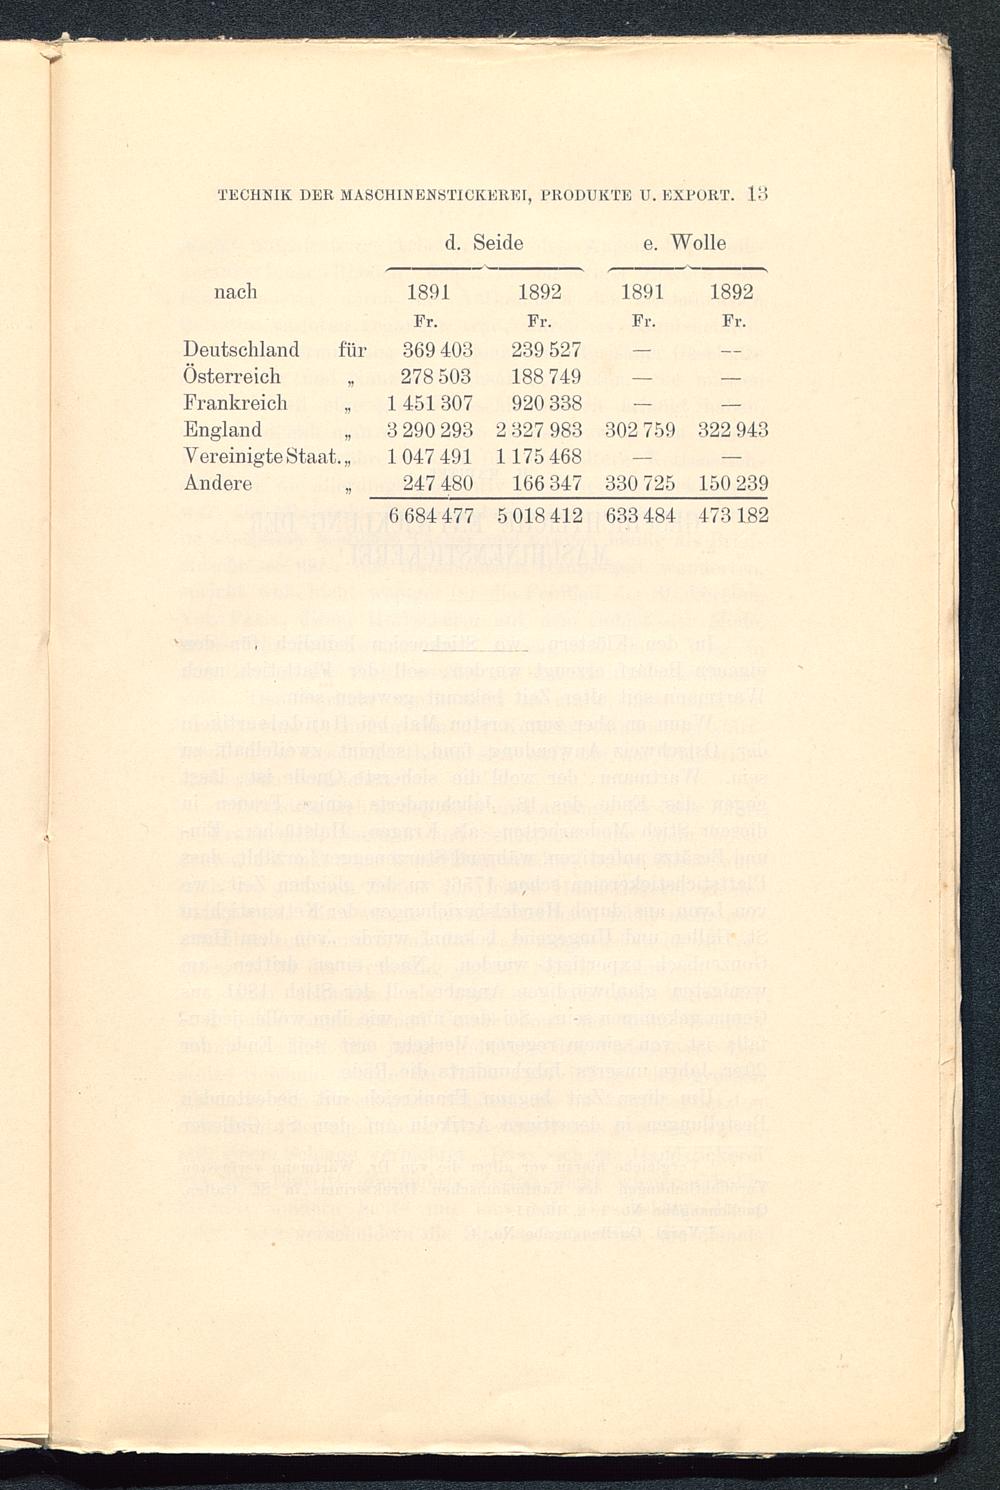 TECHNIK DER MASCHINENSTICKEREI, PRODUKTE U. EXPORT. 13
d. Seide e. Wolle
nach 1891 1892 1891 1892
Fr. Fr. Fr. Fr.
Deutschland für 369 403 239 527 — --
Österreich „ 278 503 188 749 — —
Frankreich „ 1 451 307 920 338 — —
England „ 3 290 293 2 327 983 302 759 322 943
Vereinigte Staat. „ 1 047 491 1 175 468 — —
Andere „ 247 480 166 347 330 725 150 239
6 684 477 5 018 412 633 484 473 182